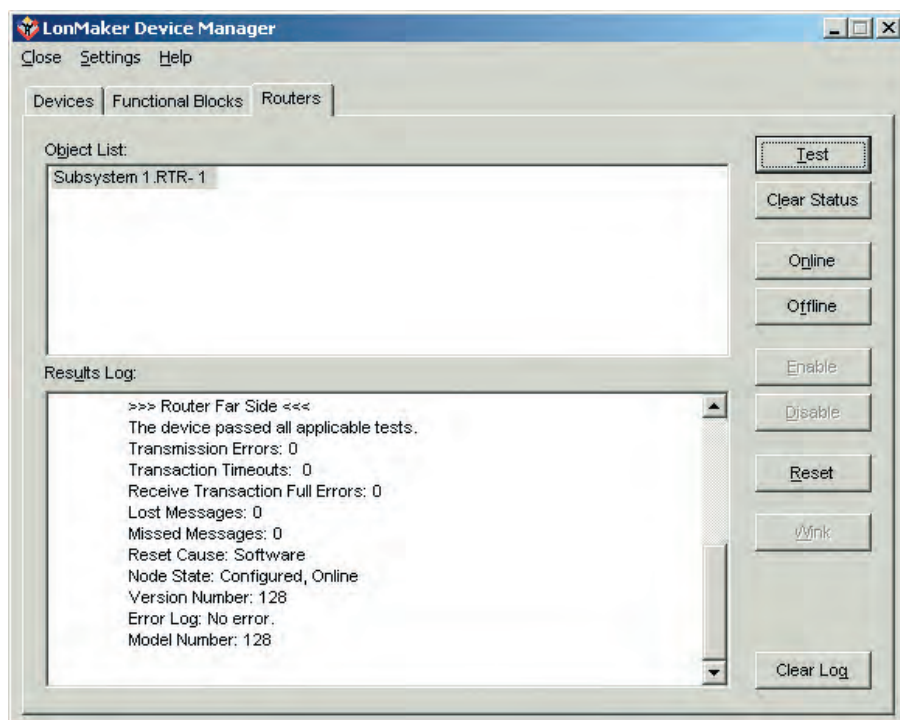 LonMaker Device Manager
Close Settings Help
Devices Functional Blocks Routers
Object List:
Subsystem 1.RTR- 1
Test
Clear Status
Online
Offline
Enable
Disable
Reset
Wink
Clear Log
Results Log:
>>> Router Far Side <<<
The device passed all applicable tests.
Transmission Errors: 0
Transaction Timeouts: 0
Receive Transaction Full Errors: 0
Lost Messages: 0
Missed Messages: 0
Reset Cause: Software
Node State: Configured, Online
Version Number: 128
Error Log: No error.
Model Number: 128